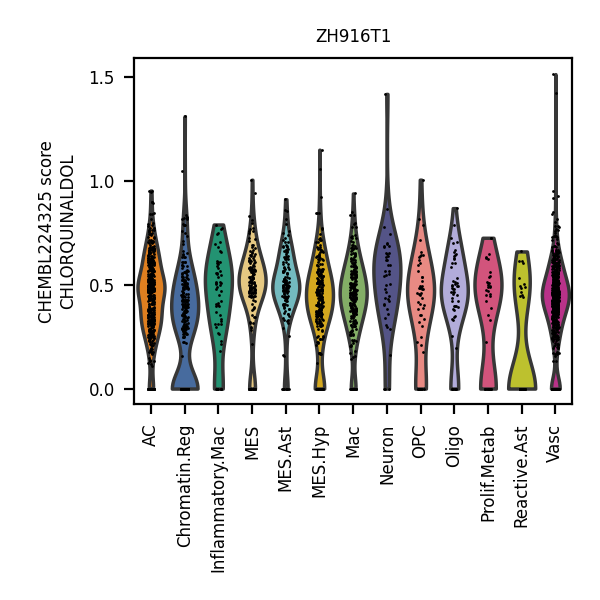 ZH916T1
CHEMBL224325 score
CHLORQUINALDOL
1.5
1.0
0.5
0.0
AC
Chromatin.Reg
Inflammatory.Mac
MES
MES.Ast
MES.Hyp
Mac
Neuron
OPC
Oligo
Prolif.Metab
Reactive.Ast
Vasc